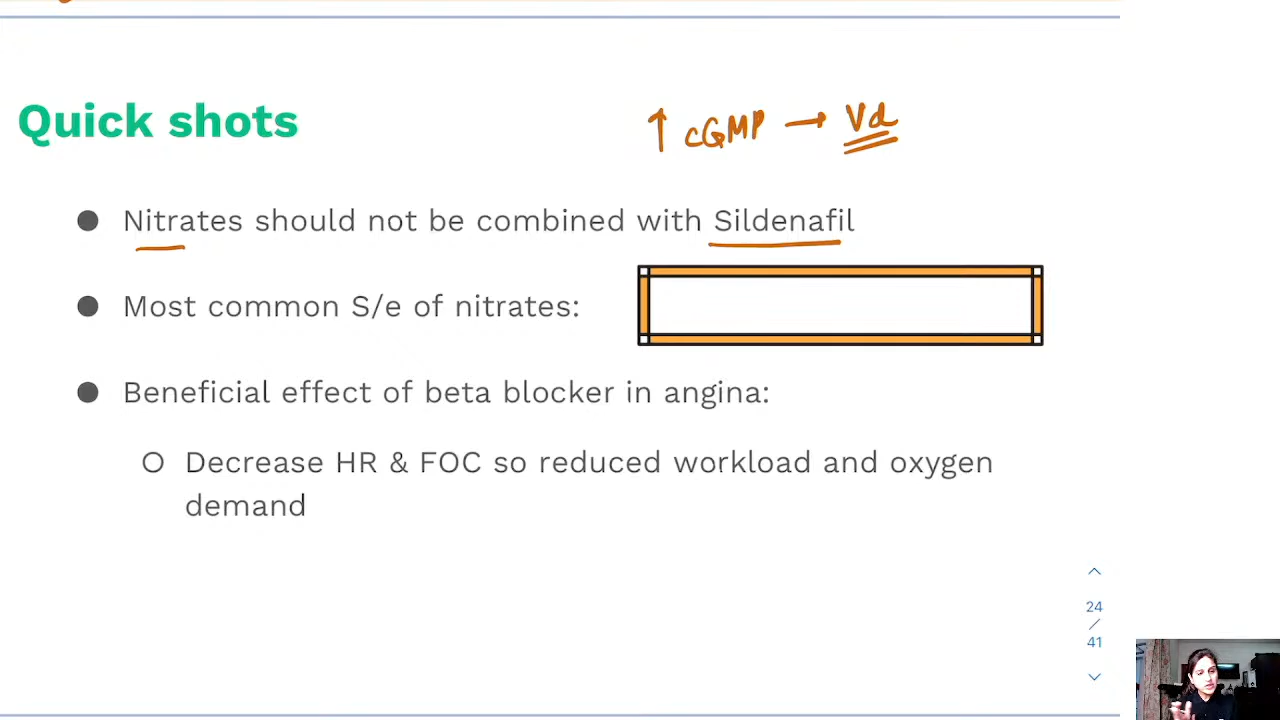 Quick shots
↑ cGMP → Vd
● Nitrates should not be combined with Sildenafil
● Most common S/e of nitrates:
● Beneficial effect of beta blocker in angina:
○ Decrease HR & FOC so reduced workload and oxygen
demand
24
/
41